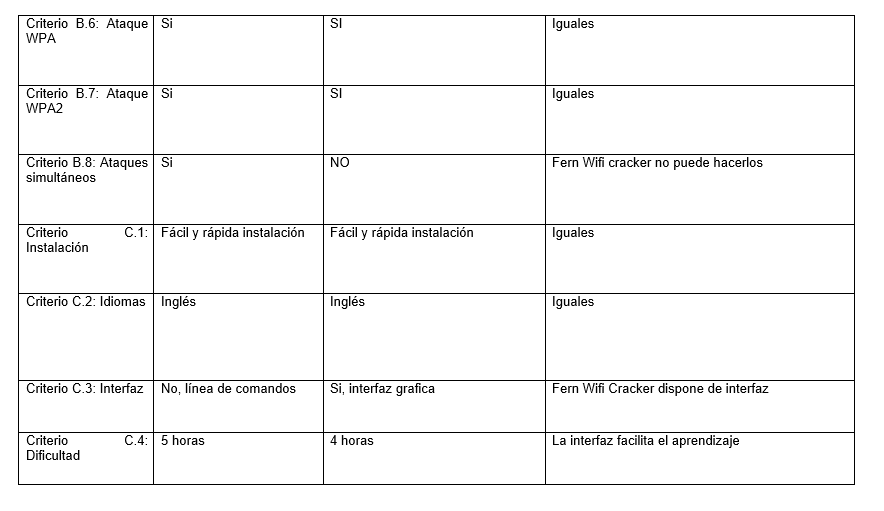 Criterio B.6: Ataque Si SI Iguales
WPA
Criterio B.7: Ataque Si SI Iguales
WPA2
Criterio B.8: Ataques Si NO Fern Wifi cracker no puede hacerlos
simultáneos
Criterio C.1: Fácil y rápida instalación Fácil y rápida instalación Iguales
Instalación
Criterio C.2: Idiomas Inglés Inglés Iguales
Criterio C.3: Interfaz No, línea de comandos Si, interfaz grafica Fern Wifi Cracker dispone de interfaz
Criterio C.4: 5 horas 4 horas La interfaz facilita el aprendizaje
Dificultad